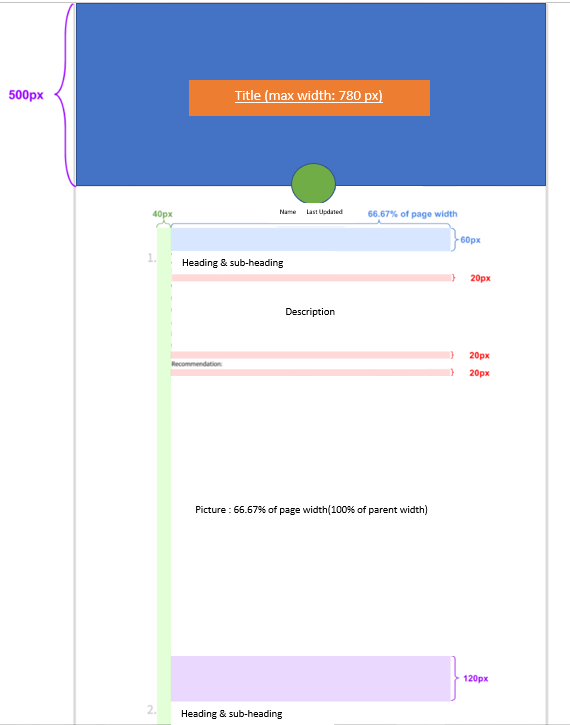 Title (max width: 780 px)
500px
40px
Name Last Updated
66.67% of page width
60px
1.
Heading & sub-heading
20px
Description
20px
Recommendation:
20px
Picture : 66.67% of page width(100% of parent width)
120px
2.
Heading & sub-heading